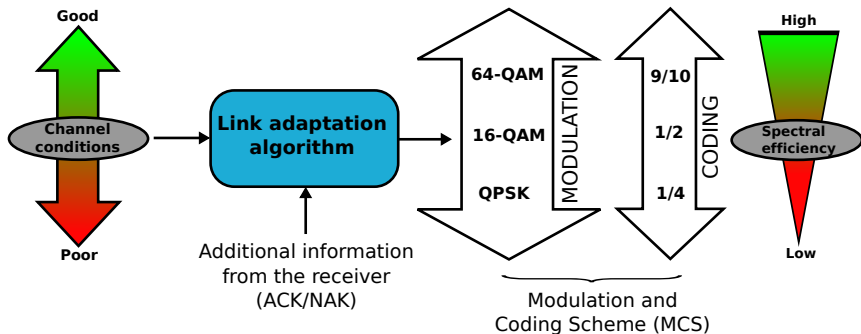 Good
Channel
conditions
Poor
Link adaptation
algorithm
Additional information
from the receiver
(ACK/NAK)
64-QAM
16-QAM
QPSK
MODULATION
9/10
1/2
1/4
CODING
Modulation and
Coding Scheme (MCS)
High
Spectral
efficiency
Low